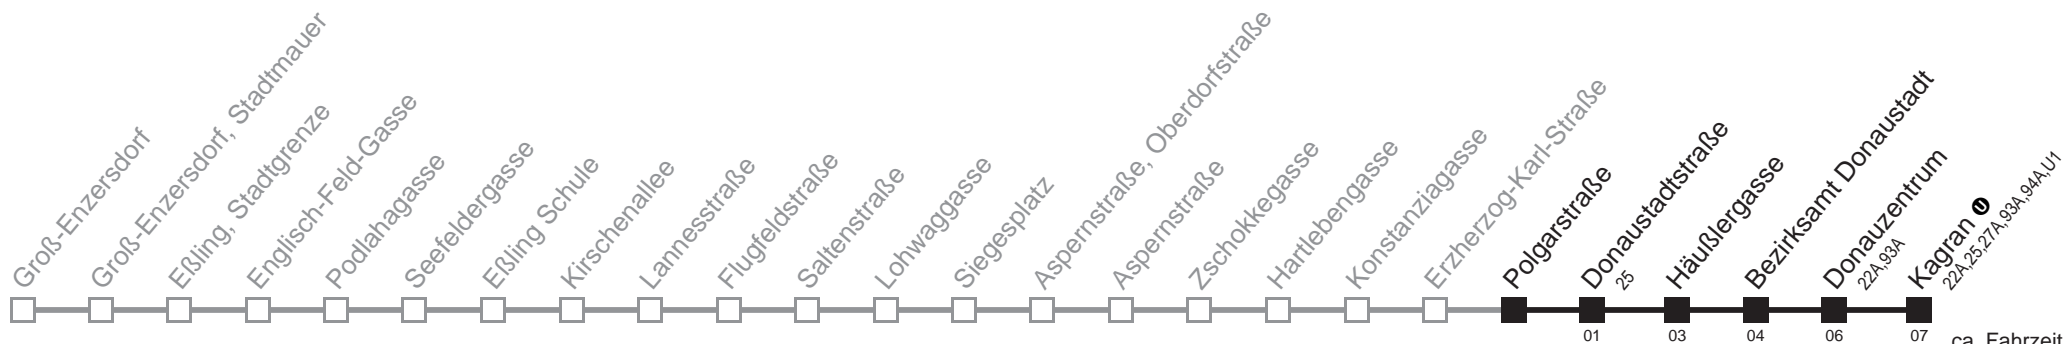 Groß-Enzersdorf
Groß-Enzersdorf, Stadtmauer
Eßling, Stadtgrenze
Englisch-Feld-Gasse
Podlahagasse
Seefeldergasse
Eßling Schule
Kirschenallee
Lannesstraße
Flugfeldstraße
Saltenstraße
Lohwaggasse
Siegesplatz
Aspernstraße, Oberdorfstraße
Aspernstraße
Zschokkegasse
Hartlebengasse
Konstanziagasse
Erzherzog-Karl-Straße
Polgarstraße
Donaustadtstraße
25
Häußlergasse
Bezirksamt Donaustadt
Donauzentrum
22A,93A
Kagran U
22A,25,27A,93A,94A,U1
01 03 04 06 07 ca. Fahrzeit